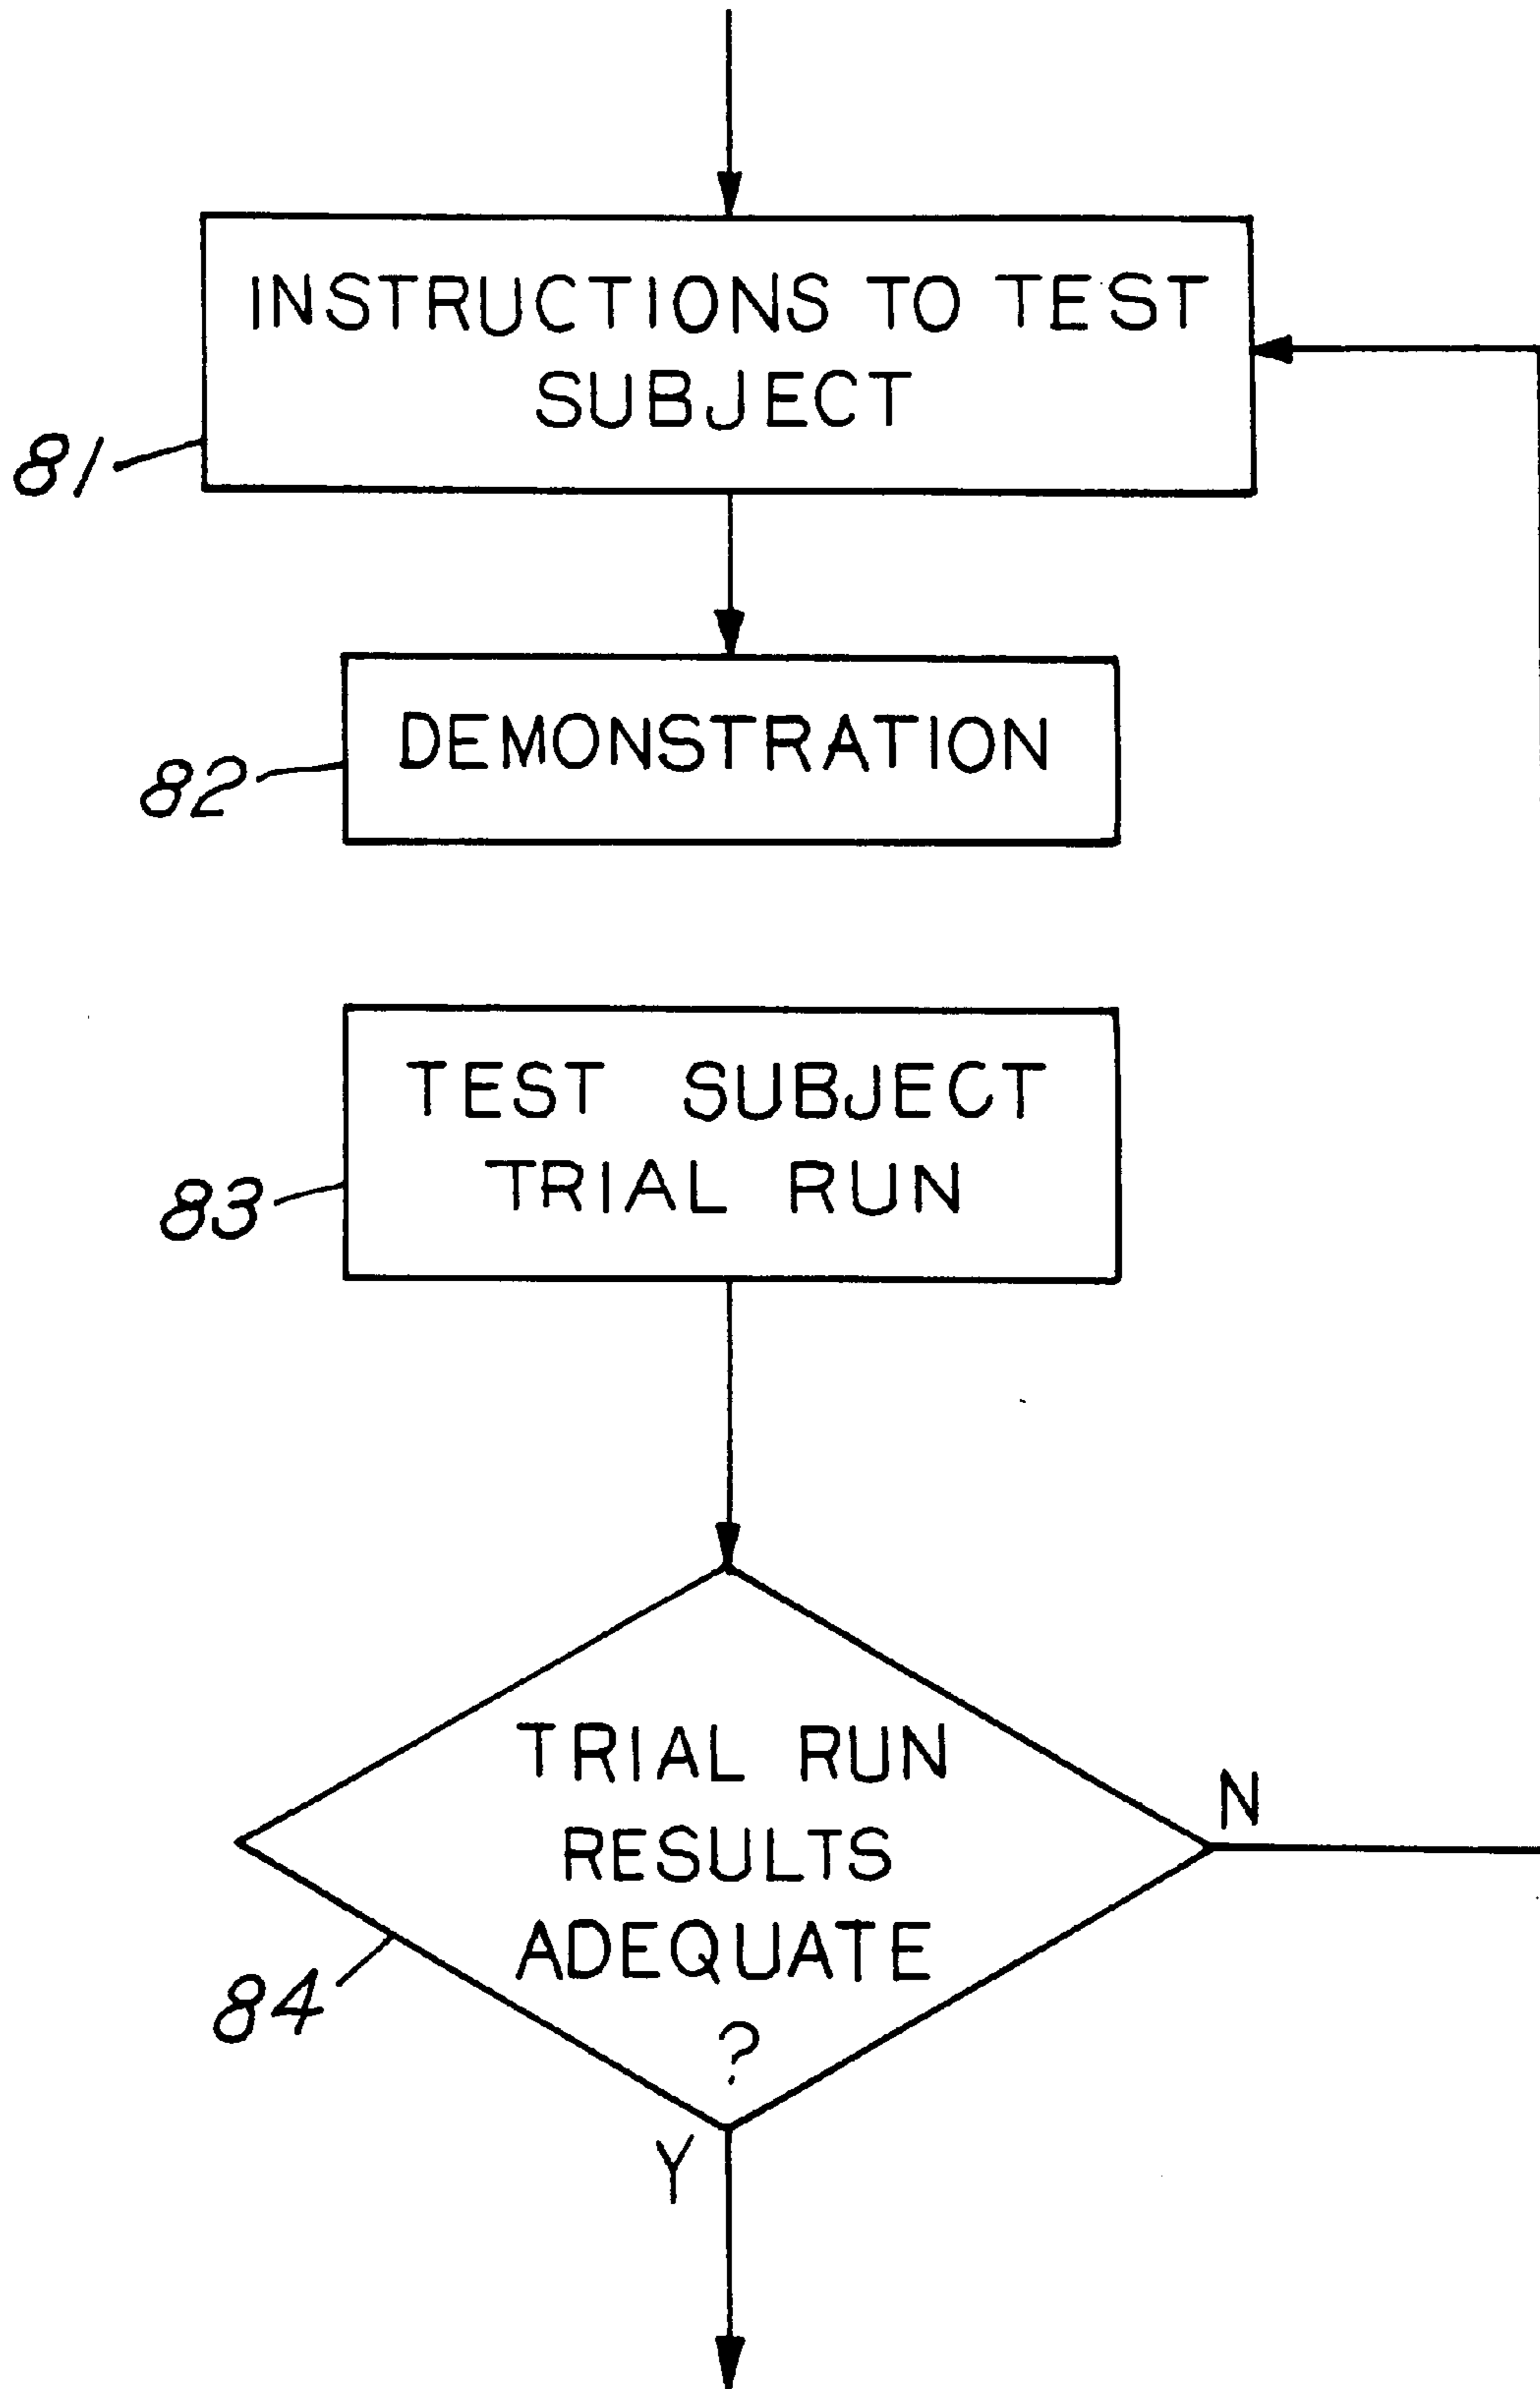 INSTRUCTIONS TO TEST
SUBJECT
81
DEMONSTRATION
82
TEST SUBJECT
TRIAL RUN
83
TRIAL RUN
RESULTS
ADEQUATE
?
N
84
Y